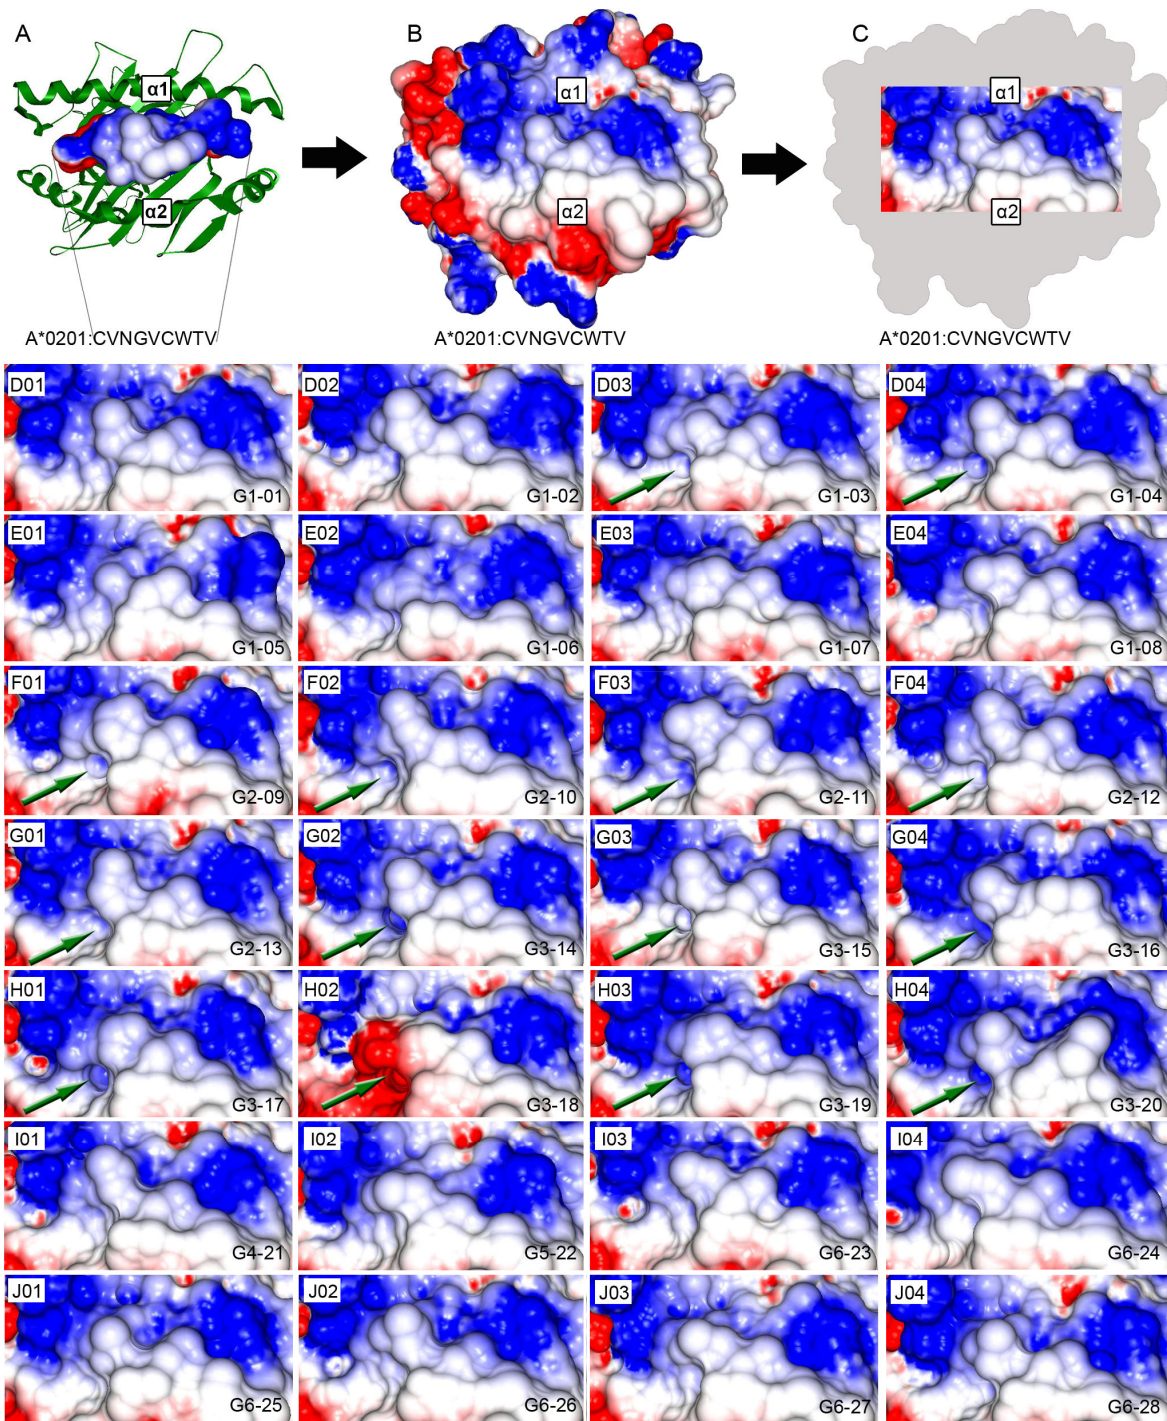 A
B
C
α1
α1
α1
α2
α2
α2
A*0201:CVNGVCWTV
A*0201:CVNGVCWTV
A*0201:CVNGVCWTV
D01
D02
D03
D04
G1-01
G1-02
G1-03
G1-04
E01
E02
E03
E04
G1-05
G1-06
G1-07
G1-08
F01
F02
F03
F04
G2-09
G2-10
G2-11
G2-12
G01
G02
G03
G04
G2-13
G3-14
G3-15
G3-16
H01
H02
H03
H04
G3-17
G3-18
G3-19
G3-20
I01
I02
I03
I04
G4-21
G5-22
G6-23
G6-24
J01
J02
J03
J04
G6-25
G6-26
G6-27
G6-28